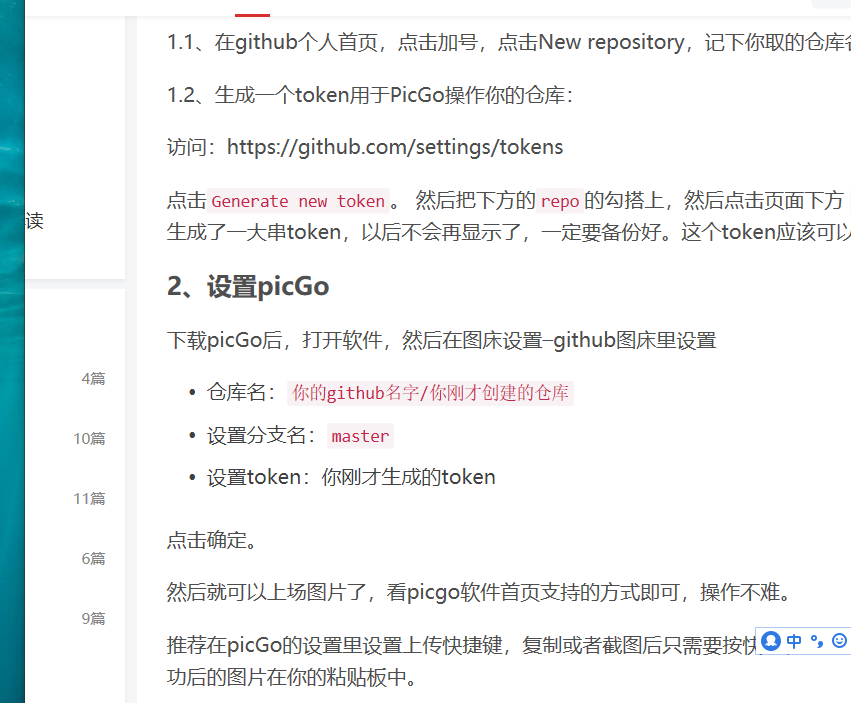 1.1、在github个人首页，点击加号，点击New repository，记下你取的仓库名
1.2、生成一个token用于PicGo操作你的仓库：
访问：https://github.com/settings/tokens
点击 Generate new token 。 然后把下方的 repo 的勾搭上，然后点击页面下方
读
生成了一大串token，以后不会再显示了，一定要备份好。这个token应该可以
2、设置picGo
下载picGo后，打开软件，然后在图床设置–github图床里设置
4篇
• 仓库名： 你的github名字/你刚才创建的仓库
10篇
• 设置分支名： master
• 设置token：你刚才生成的token
11篇
点击确定。
6篇
然后就可以上场图片了，看picgo软件首页支持的方式即可，操作不难。
9篇
推荐在picGo的设置里设置上传快捷键，复制或者截图后只需要按快
中
功后的图片在你的粘贴板中。